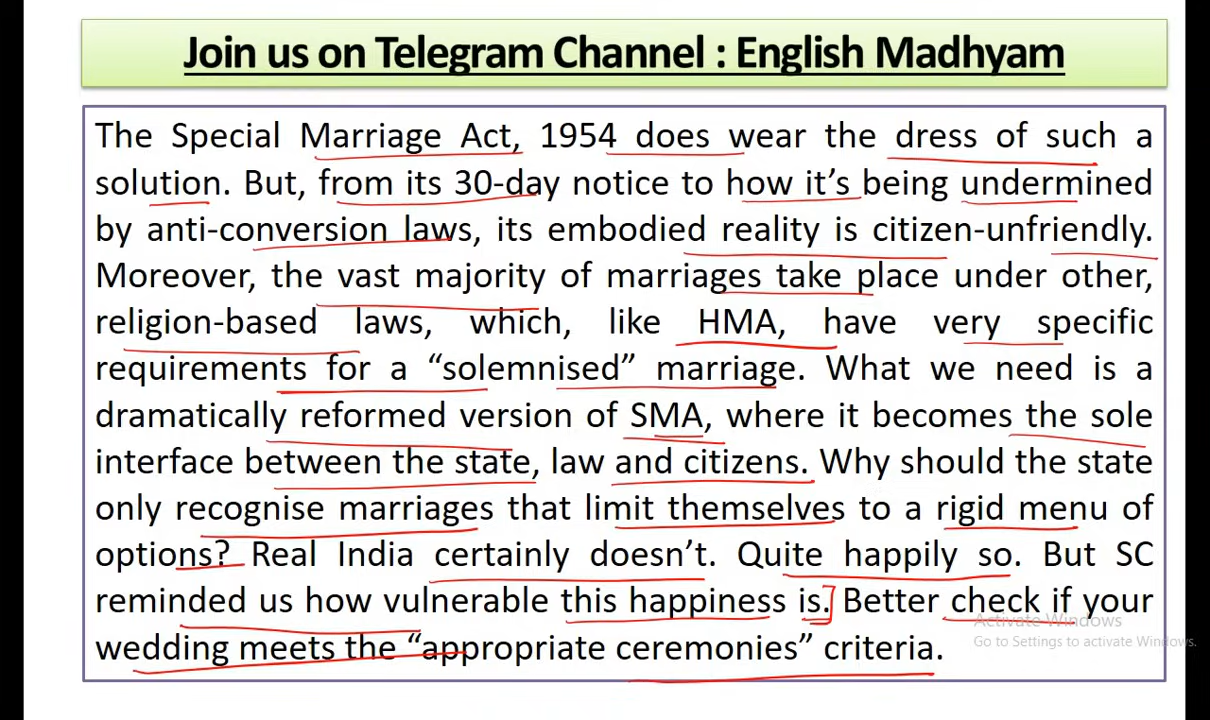 Join us on Telegram Channel : English Madhyam
The Special Marriage Act, 1954 does wear the dress of such a
solution. But, from its 30-day notice to how it’s being undermined
by anti-conversion laws, its embodied reality is citizen-unfriendly.
Moreover, the vast majority of marriages take place under other,
religion-based laws, which, like HMA, have very specific
requirements for a “solemnised” marriage. What we need is a
dramatically reformed version of SMA, where it becomes the sole
interface between the state, law and citizens. Why should the state
only recognise marriages that limit themselves to a rigid menu of
options? Real India certainly doesn’t. Quite happily so. But SC
reminded us how vulnerable this happiness is. Better check if your
wedding meets the “appropriate ceremonies” criteria.
Activate Windows
Go to Settings to activate Windows.